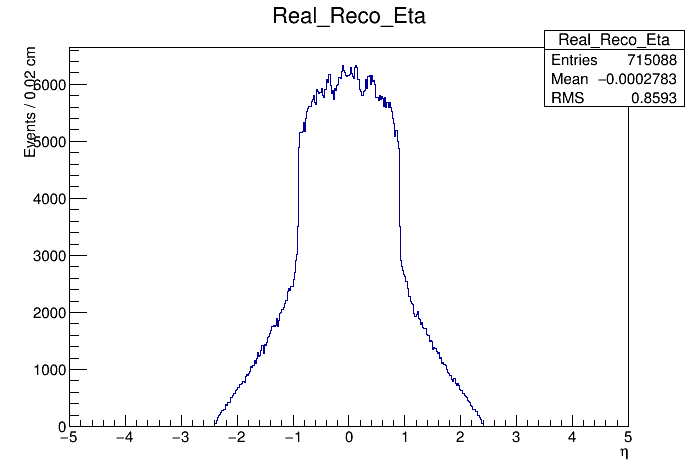 Real_Reco_Eta
Real_Reco_Eta
Entries 715088
Mean −0.0002783
RMS 0.8593
Events / 0.02 cm
6000
5000
4000
3000
2000
1000
0
−5 −4 −3 −2 −1 0 1 2 3 4 5
η